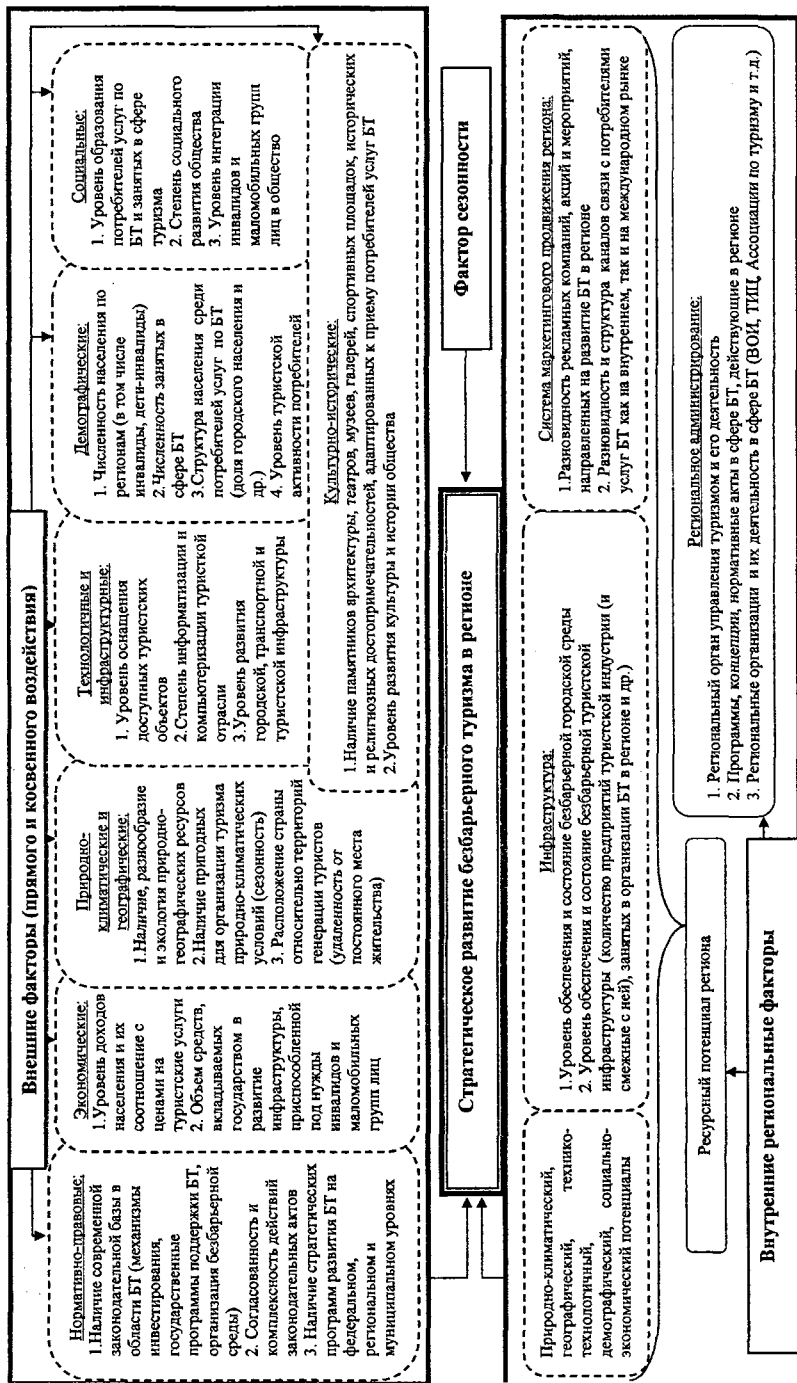 Внешние факторы (прямого и косвенного воздействия)
Нормативно-правовые:
1.Наличие современной
законодательной базы в
области БТ (механизмы
инвестирования,
государственные
программы поддержки БТ,
организация безбарьерной
среды)
2. Согласованность и
комплексность действий
законодательных актов
3. Наличие стратегических
программ развития БТ на
федеральном,
региональном и
муниципальном уровнях
Экономические:
1.Уровень доходов
населения и их
соотношение с
ценами на
туристские услуги
2. Объем средств,
вкладываемых
государством в
развитие
инфраструктуры,
приспособленной
под нужды
инвалидов и
маломобильных
групп лиц
Природно-
климатические и
географические:
1.Наличие, разнообразие
и экология природно-
географических ресурсов
2.Наличие пригодных
для организации туризма
природно-климатических
условий (сезонность)
3. Расположение страны
относительно территорий
генерации туристов
(удаленность от
постоянного места
жительства)
Технологичные и
инфраструктурные:
1. Уровень оснащения
доступных туристских
объектов
2.Степень информатизации и
компьютеризации туристкой
отрасли
3.Уровень развития
городской, транспортной и
туристской инфраструктуры
Демографические:
1. Численность населения по
регионам (в том числе
инвалиды, дети-инвалиды)
2.Численность занятых в
сфере БТ
3.Структура населения среди
потребителей услуг по БТ
(доля городского населения и
др.)
4. Уровень туристской
активности потребителей
Социальные:
1. Уровень образования
потребителей услуг по
БТ и занятых в сфере
туризма
2. Степень социального
развития общества
3. Уровень интеграции
инвалидов и
маломобильных групп
лиц в общество
Культурно-исторические:
1.Наличие памятников архитектуры, театров, музеев, галерей, спортивных площадок, исторических
и религиозных достопримечательностей, адаптированных к приему потребителей услуг БТ
2.Уровень развития культуры и истории общества
Стратегическое развитие безбарьерного туризма в регионе
Фактор сезонности
Природно-климатический,
географический, технико-
технологичный,
демографический, социально-
экономический потенциалы
Инфраструктура:
1.Уровень обеспечения и состояние безбарьерной городской среды
2. Уровень обеспечения и состояние безбарьерной туристской
инфраструктуры (количество предприятий туристской индустрии (и
смежные с ней), занятых в организации БТ в регионе и др.)
Система маркетингового продвижения региона:
1.Разновидность рекламных компаний, акций и мероприятий,
направленных на развитие БТ в регионе
2. Разновидность и структура каналов связи с потребителями
услуг БТ как на внутреннем, так и на международном рынке
Ресурсный потенциал региона
Региональное администрирование:
1. Региональный орган управления туризмом и его деятельность
2. Программы, концепции, нормативные акты в сфере БТ, действующие в регионе
3. Региональные организации и их деятельность в сфере БТ (ВОИ, ТИЦ, Ассоциации по туризму и т.д.)
Внутренние региональные факторы